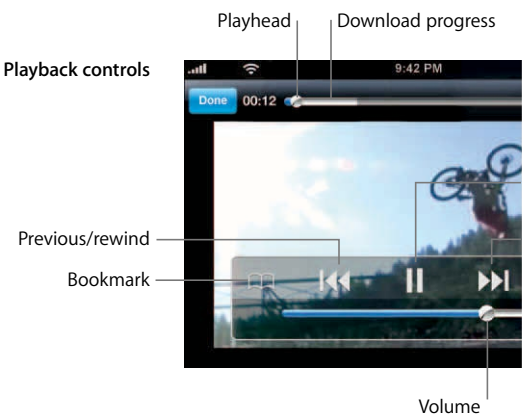 Playhead
Download progress
Playback controls
9:42 PM
Done 00:12
Previous/rewind
Bookmark
Volume